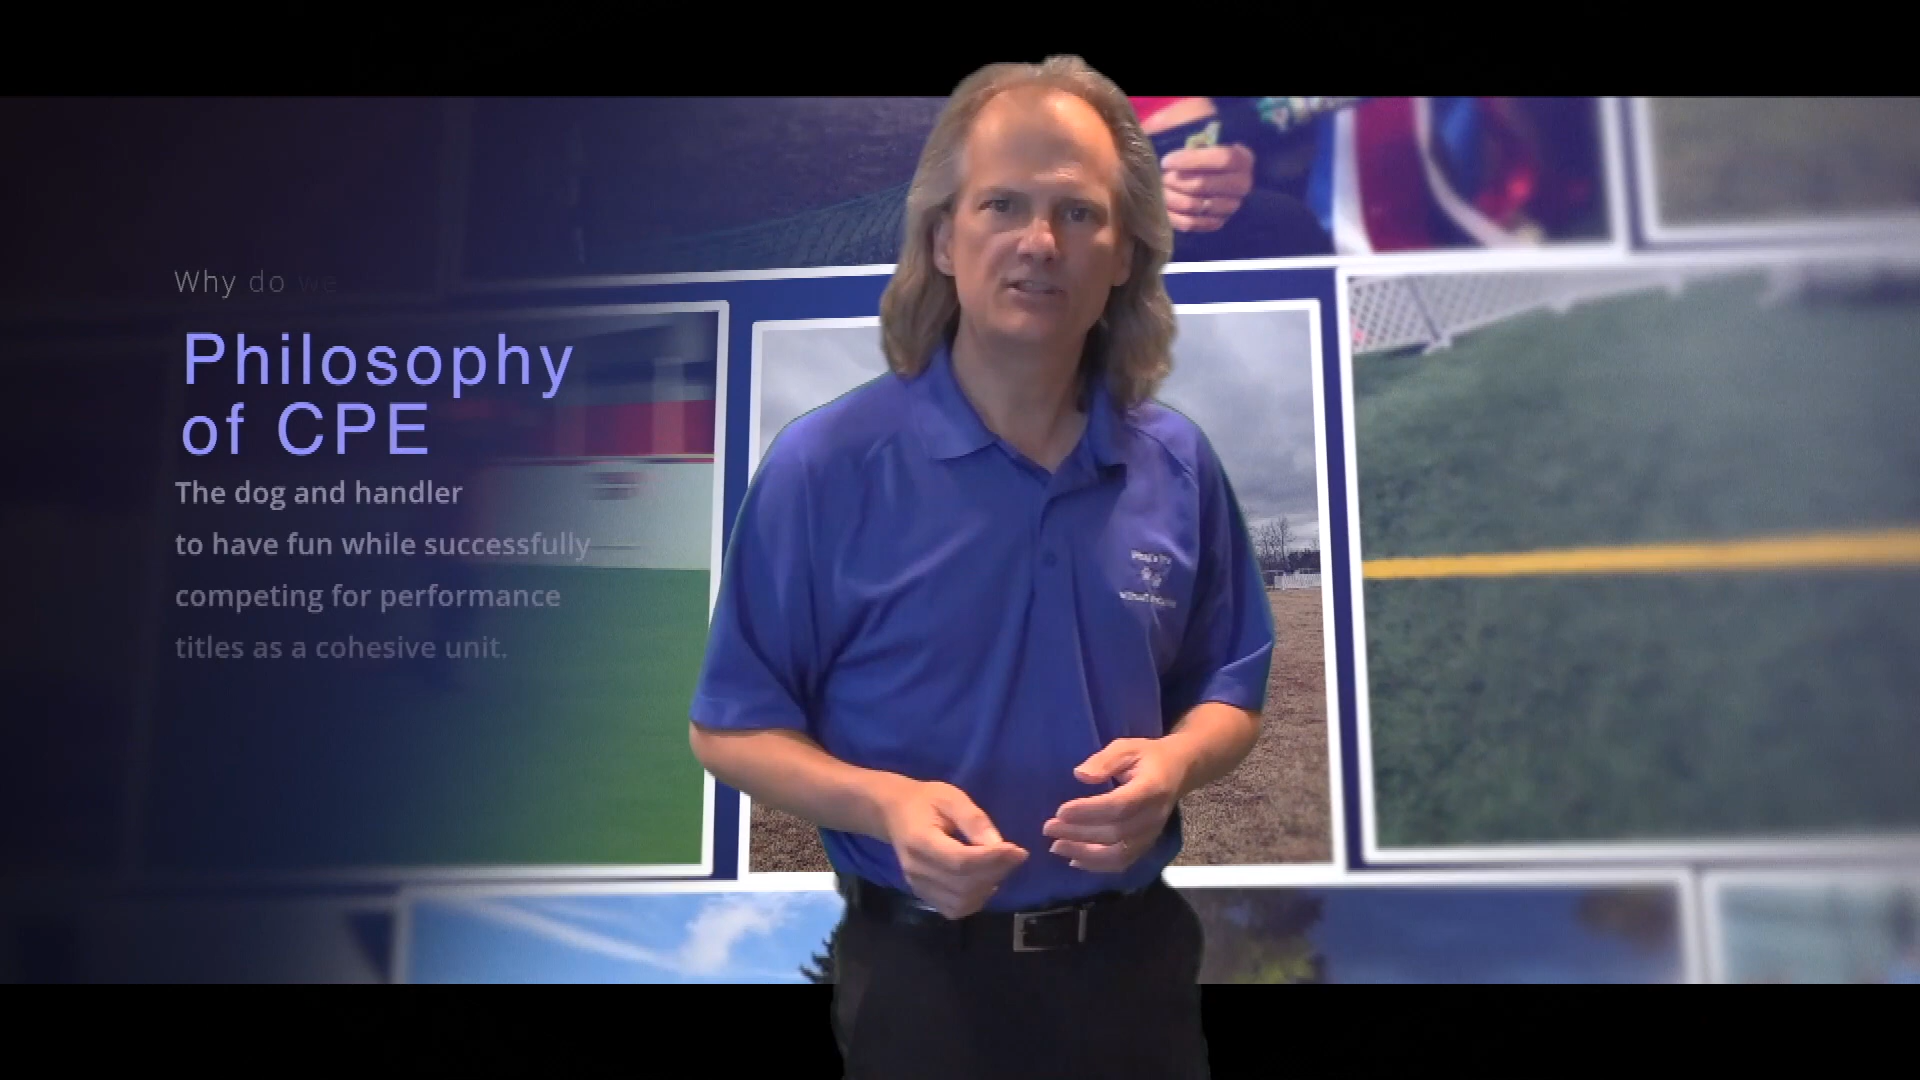 Why do we
Philosophy
of CPE
The dog and handler
to have fun while successfully
competing for performance
titles as a cohesive unit.